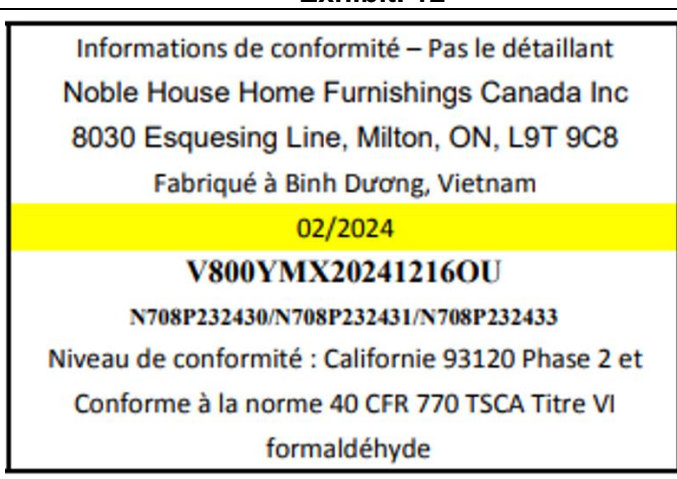 Informations de conformité – Pas le détaillant
Noble House Home Furnishings Canada Inc
8030 Esquesing Line, Milton, ON, L9T 9C8
Fabriqué à Binh Dương, Vietnam
02/2024
V800YMX20241216OU
N708P232430/N708P232431/N708P232433
Niveau de conformité : Californie 93120 Phase 2 et
Conforme à la norme 40 CFR 770 TSCA Titre VI
formaldéhyde